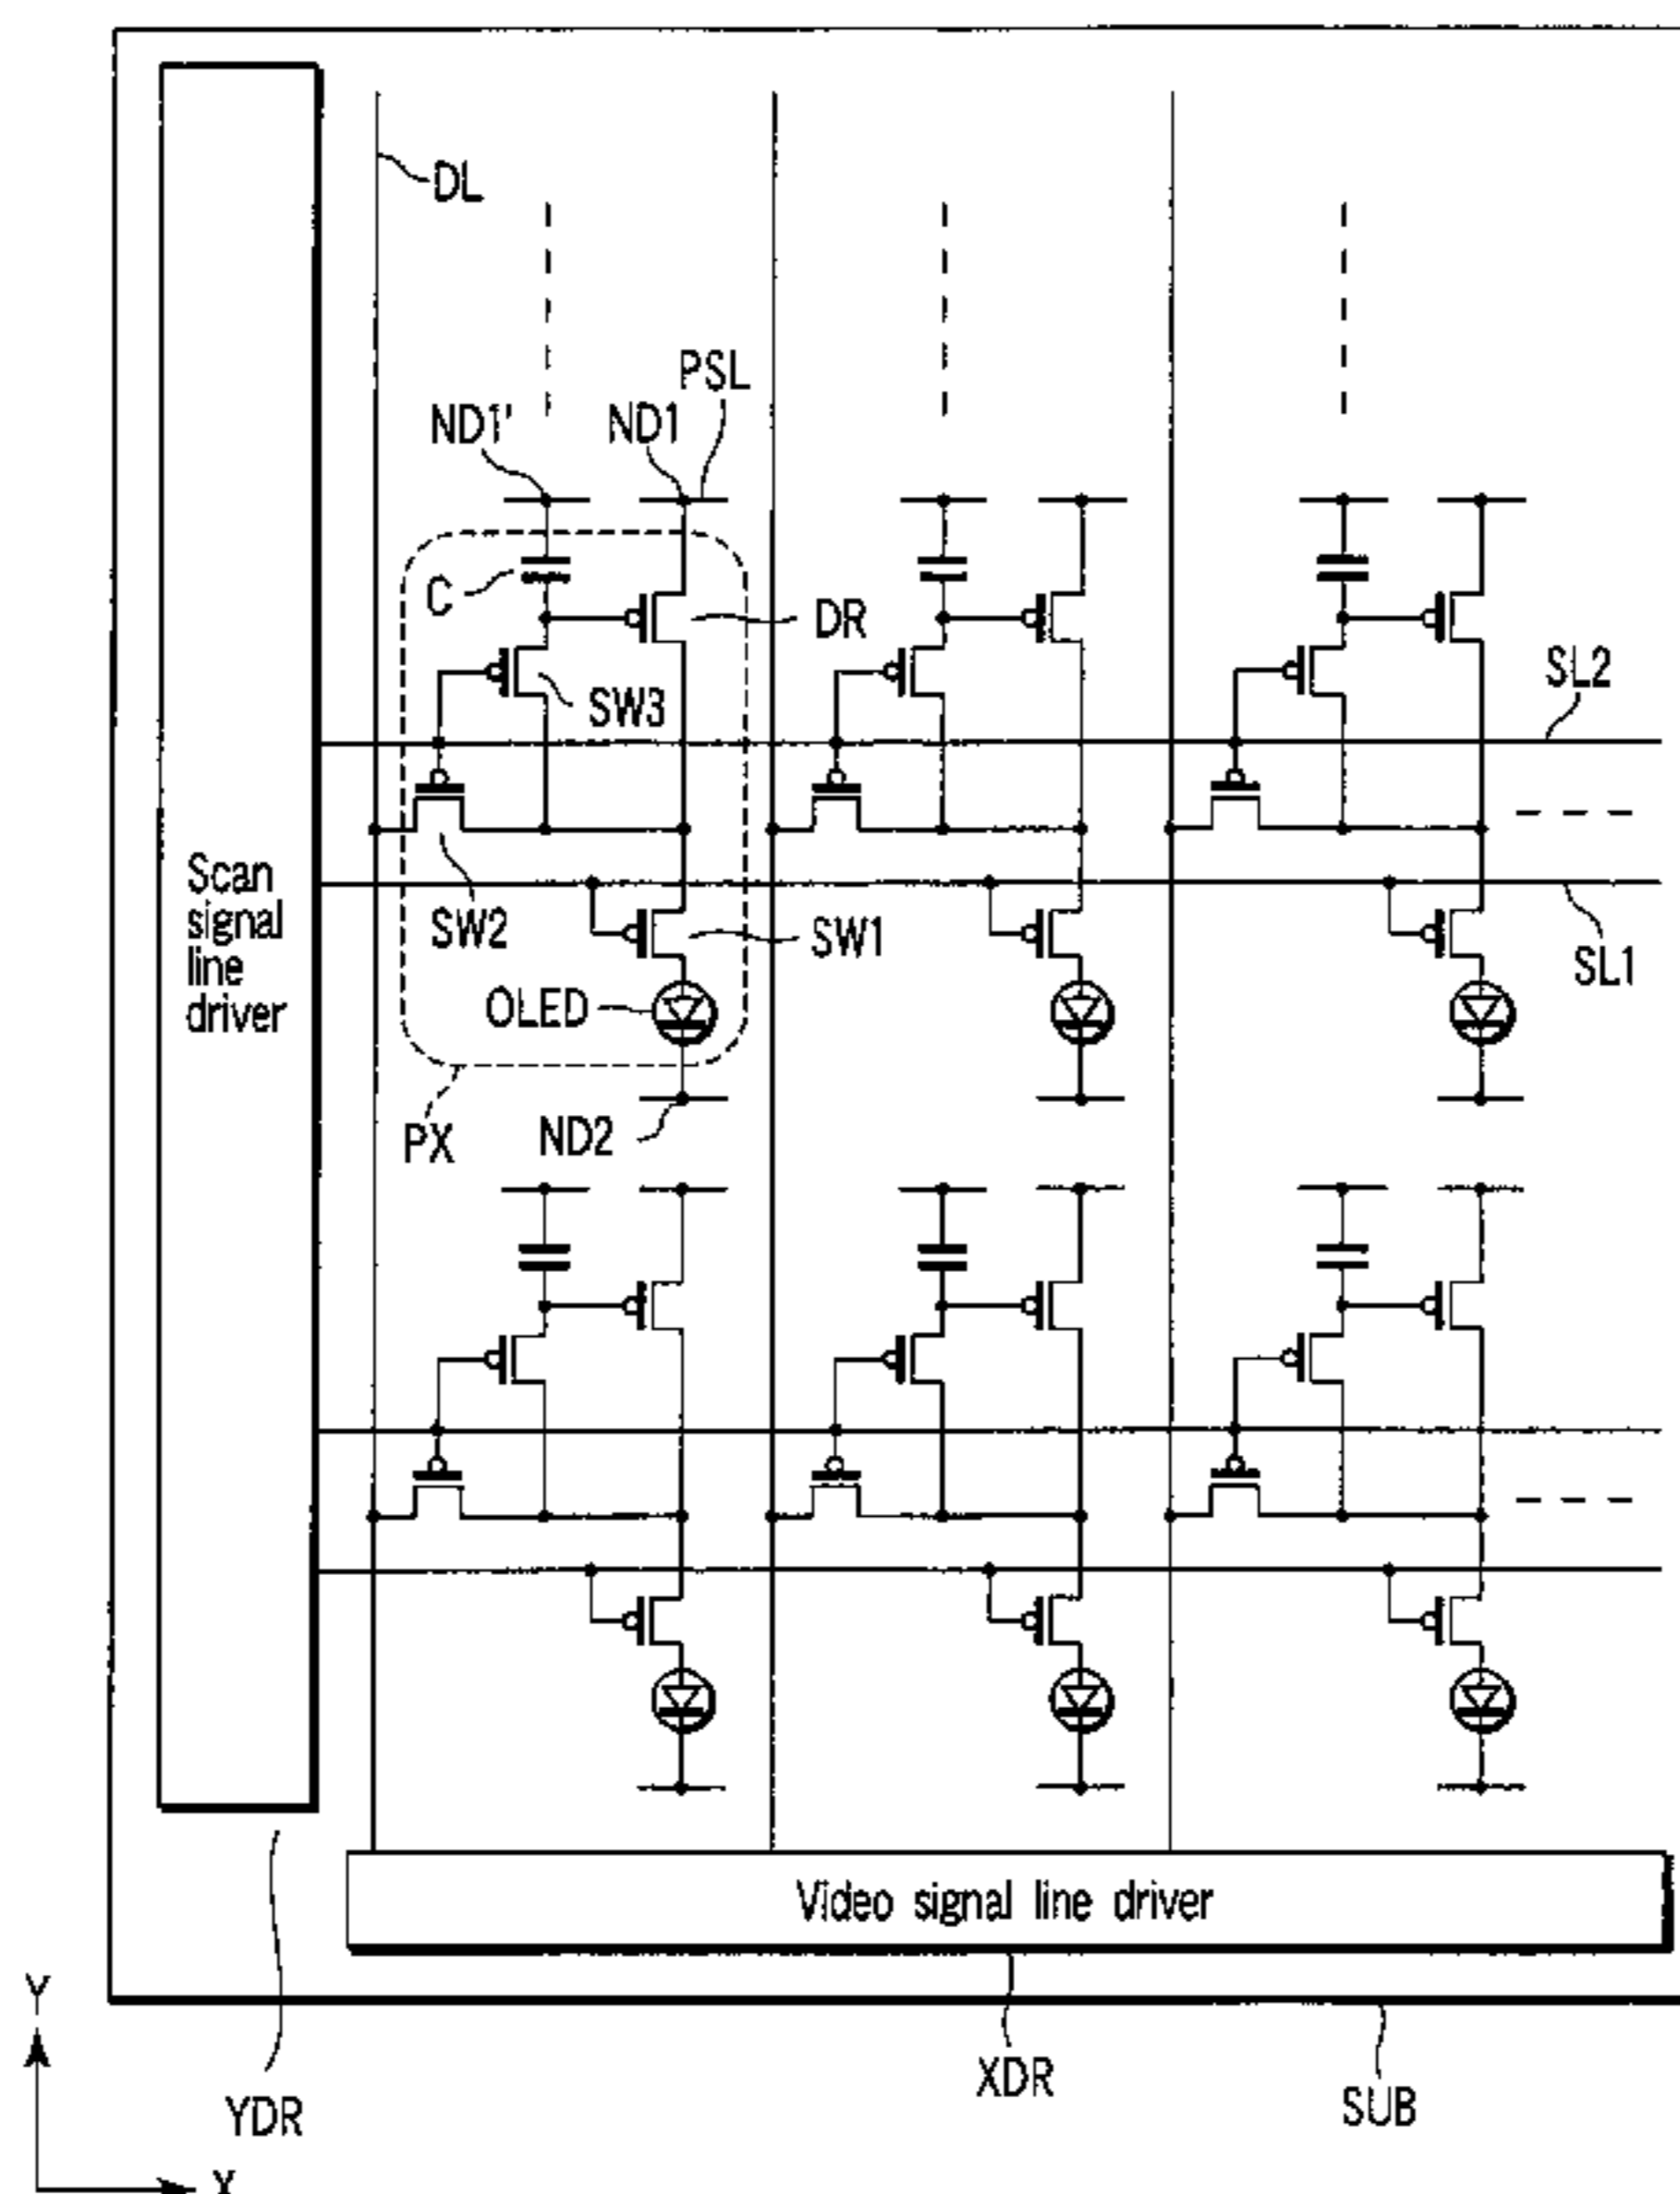 DL
PSL
ND1' ND1
C
DR
SW3
SL2
Scan
signal
line
driver
SW2
SW1
SL1
OLED
PX
ND2
Video signal line driver
Y
XDR
SUB
YDR
X